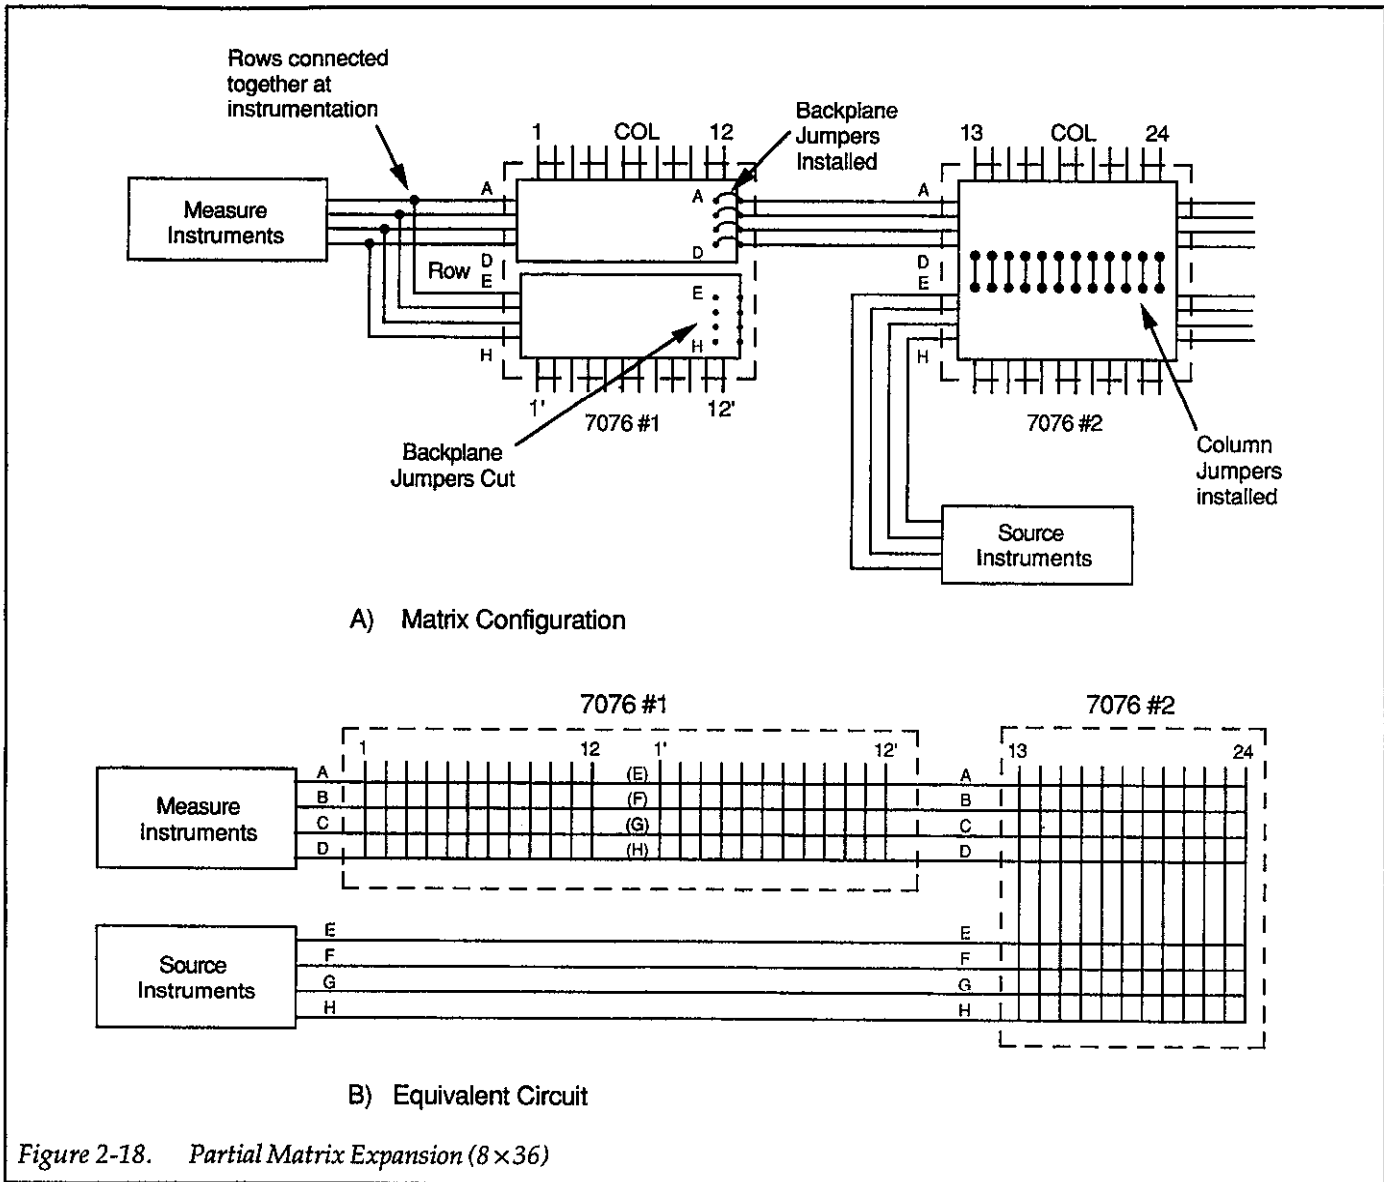 Rows connected
together at
instrumentation
Backplane
Jumpers
Installed
1 COL 12
13 COL 24
Measure
Instruments
A
A
D
Row
D
E
E
H
H
A
D
E
H
1' 12'
7076 #1
7076 #2
Backplane
Jumpers Cut
Column
Jumpers
installed
Source
Instruments
A) Matrix Configuration
7076 #1
7076 #2
1 12 1' 12'
13 24
Measure
Instruments
A (E) A
B (F) B
C (G) C
D (H) D
Source
Instruments
E E
F F
G G
H H
B) Equivalent Circuit
Figure 2-18. Partial Matrix Expansion (8×36)